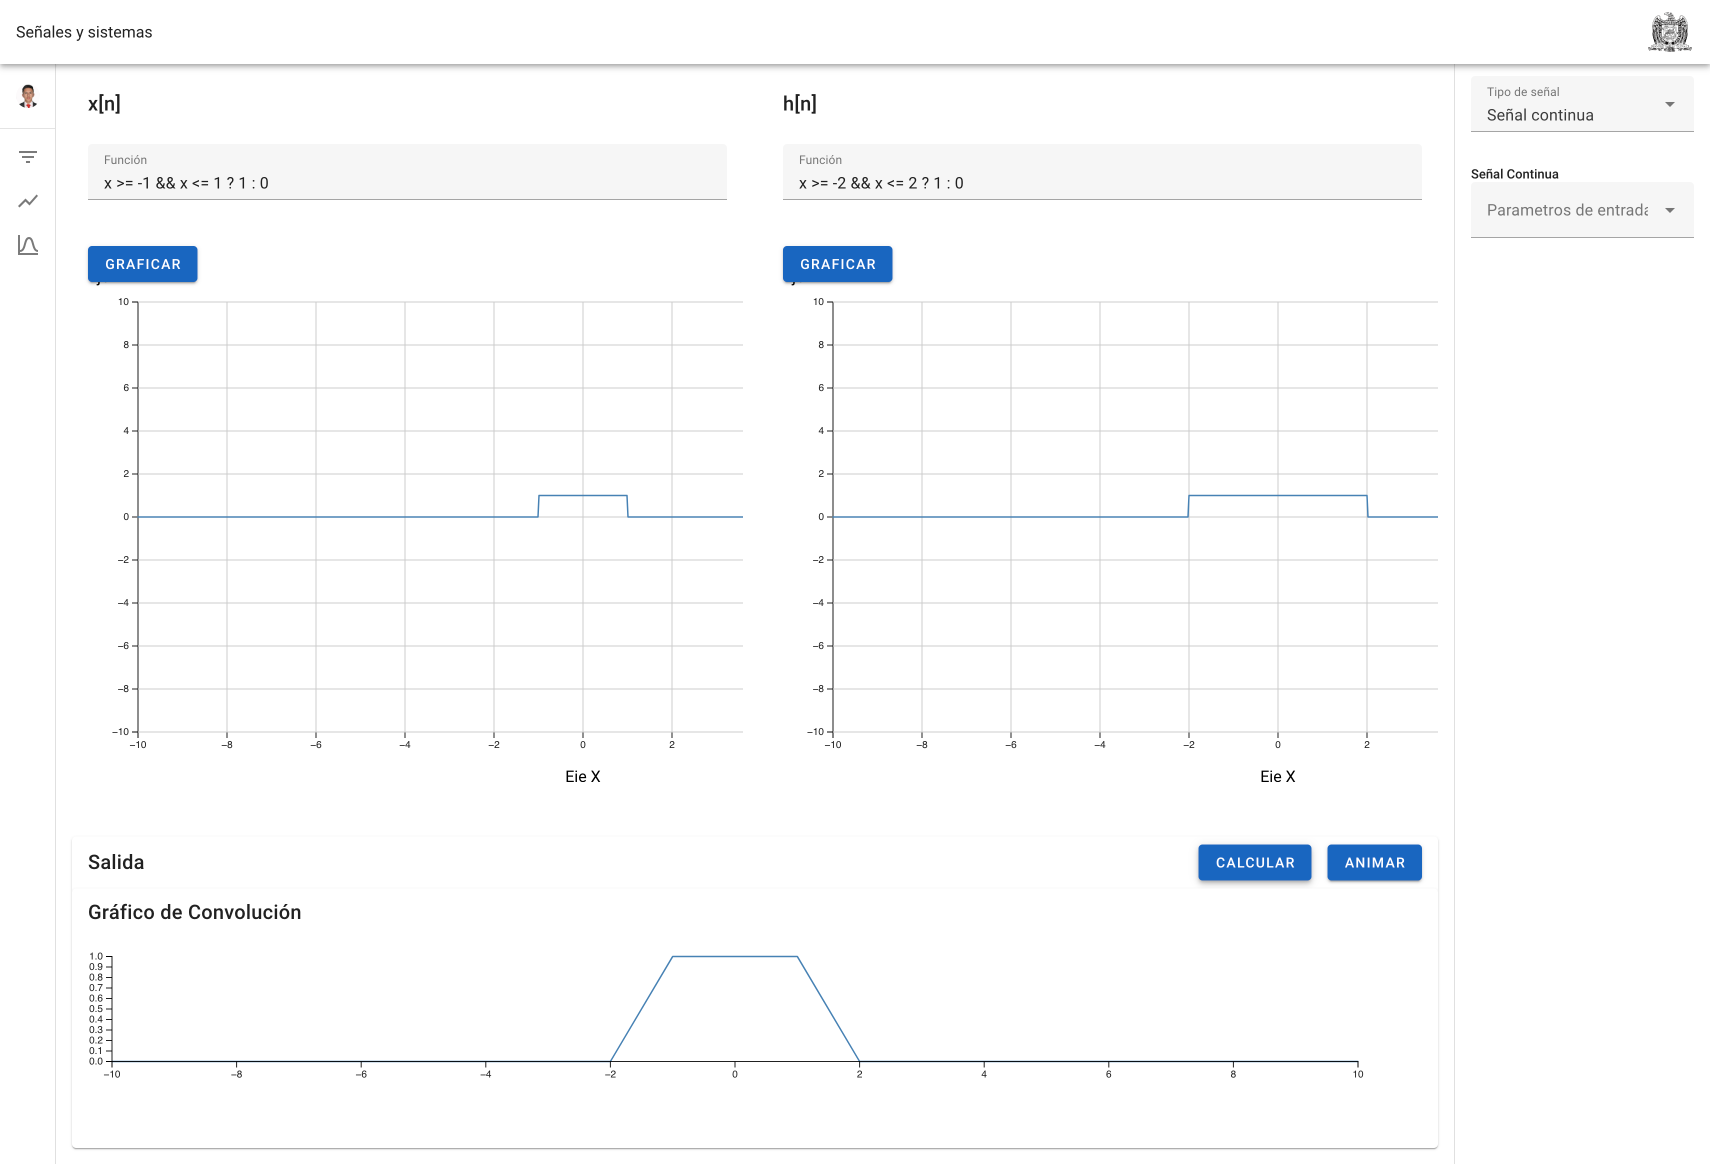 Señales y sistemas
x[n]
Función
x >= -1 && x <= 1 ? 1 : 0
GRAFICAR
10
8
6
4
2
0
−2
−4
−6
−8
−10
−10 −8 −6 −4 −2 0 2
Eje X
h[n]
Función
x >= -2 && x <= 2 ? 1 : 0
GRAFICAR
10
8
6
4
2
0
−2
−4
−6
−8
−10
−10 −8 −6 −4 −2 0 2
Eje X
Tipo de señal
Señal continua
Señal Continua
Parametros de entrada
Salida
CALCULAR
ANIMAR
Gráfico de Convolución
1.0
0.9
0.8
0.7
0.6
0.5
0.4
0.3
0.2
0.1
0.0
−10 −8 −6 −4 −2 0 2 4 6 8 10